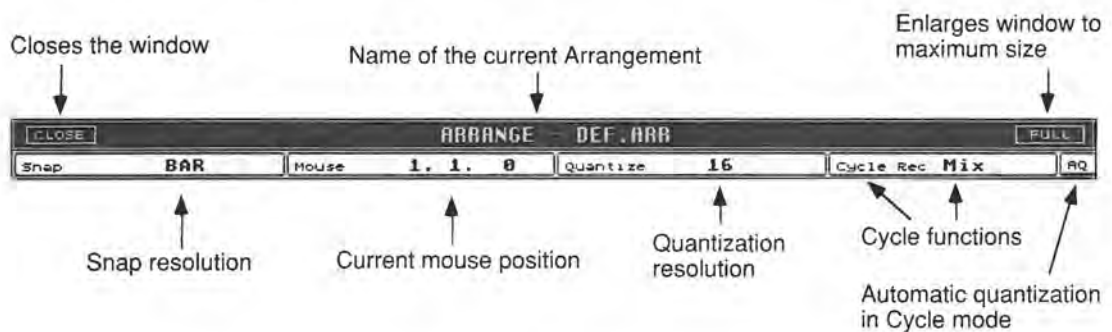 Closes the window
Name of the current Arrangement
Enlarges window to
maximum size
CLOSE ARRANGE - DEF.ARR FULL
Snap BAR Mouse 1. 1. 0 Quantize 16 Cycle Rec Mix AQ
Snap resolution
Current mouse position
Quantization
resolution
Cycle functions
Automatic quantization
in Cycle mode